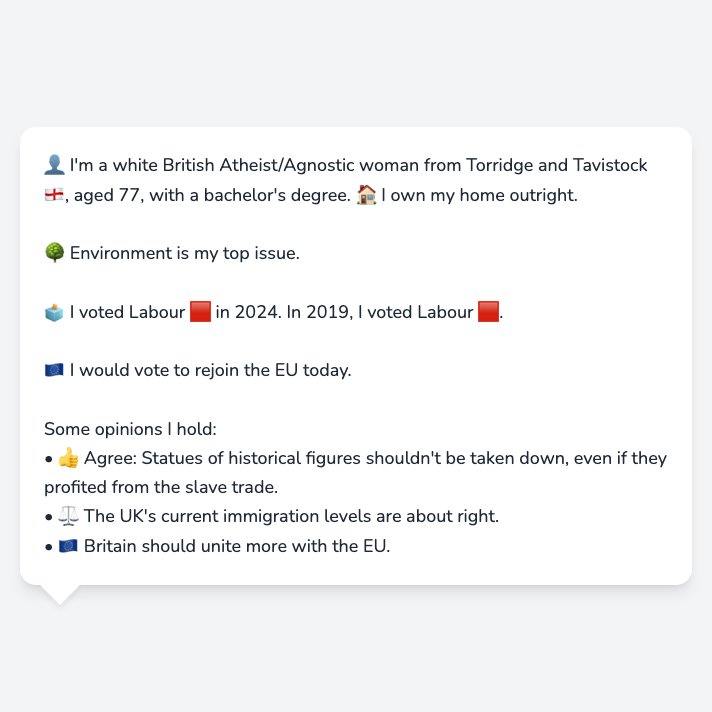 👤 I'm a white British Atheist/Agnostic woman from Torridge and Tavistock
🏴󠁧󠁢󠁥󠁮󠁧󠁿, aged 77, with a bachelor's degree. 🏠 I own my home outright.
🌳 Environment is my top issue.
🗳️ I voted Labour 🟥 in 2024. In 2019, I voted Labour 🟥.
🇪🇺 I would vote to rejoin the EU today.
Some opinions I hold:
• 👍 Agree: Statues of historical figures shouldn't be taken down, even if they
profited from the slave trade.
• ⚖️ The UK's current immigration levels are about right.
• 🇪🇺 Britain should unite more with the EU.